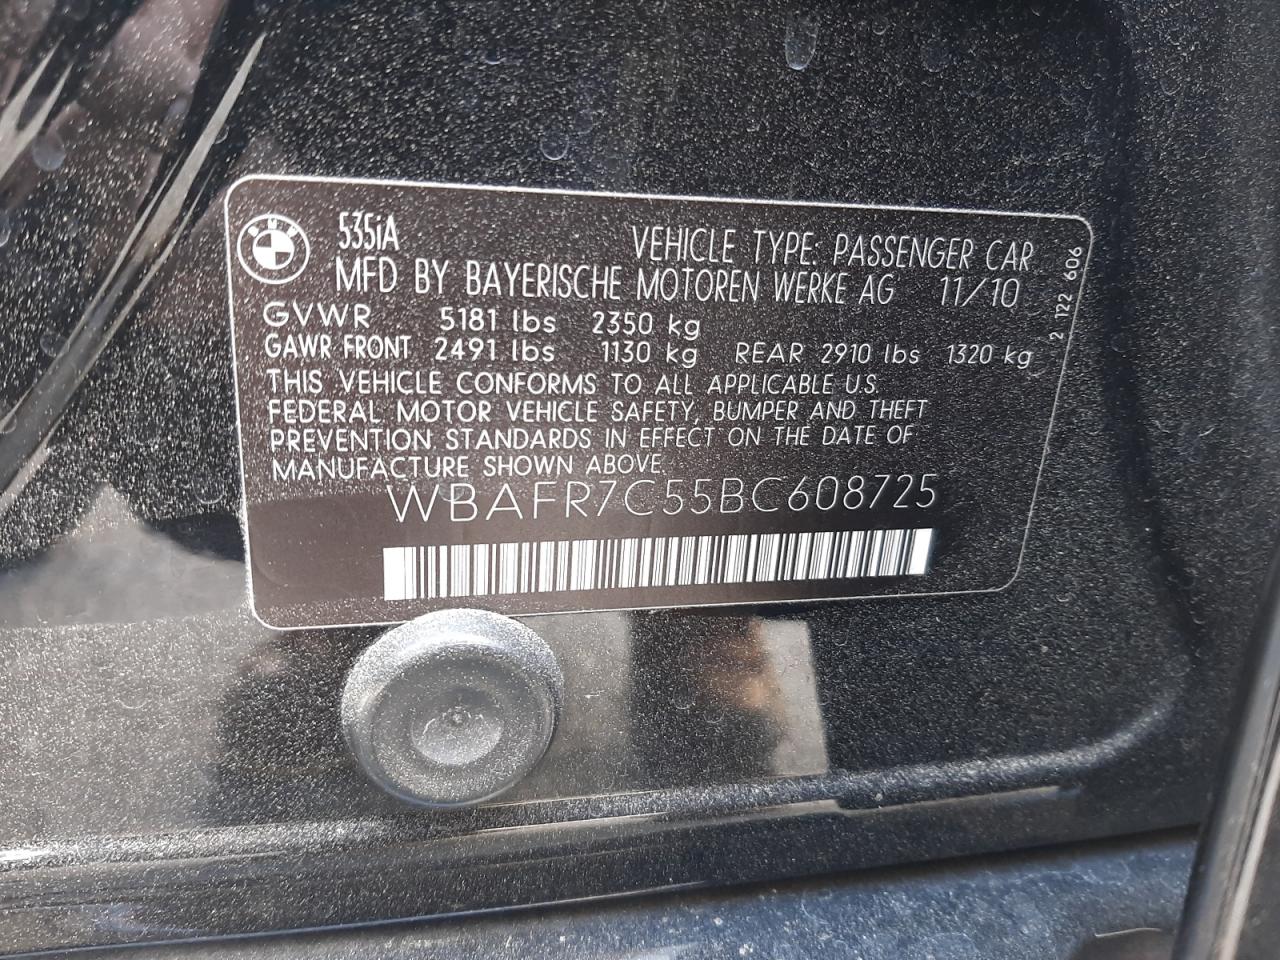 BMW
535iA VEHICLE TYPE: PASSENGER CAR
MFD BY BAYERISCHE MOTOREN WERKE AG 11/10
GVWR 5181 lbs 2350 kg
GAWR FRONT 2491 lbs 1130 kg REAR 2910 lbs 1320 kg
THIS VEHICLE CONFORMS TO ALL APPLICABLE U.S.
FEDERAL MOTOR VEHICLE SAFETY, BUMPER AND THEFT
PREVENTION STANDARDS IN EFFECT ON THE DATE OF
MANUFACTURE SHOWN ABOVE.
WBAFR7C55BC608725
2 122 606